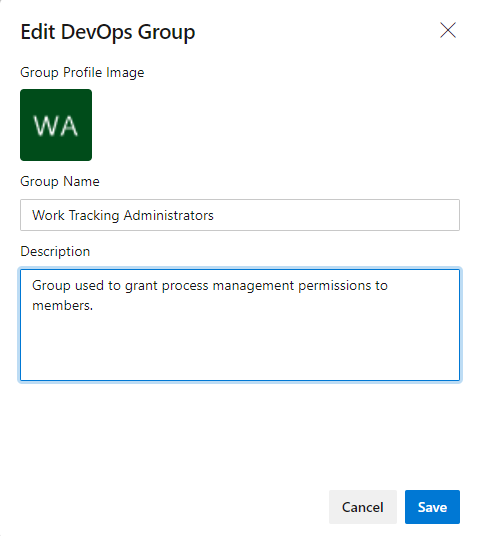 Edit DevOps Group
Group Profile Image
WA
Group Name
Work Tracking Administrators
Description
Group used to grant process management permissions to
members.
Cancel
Save